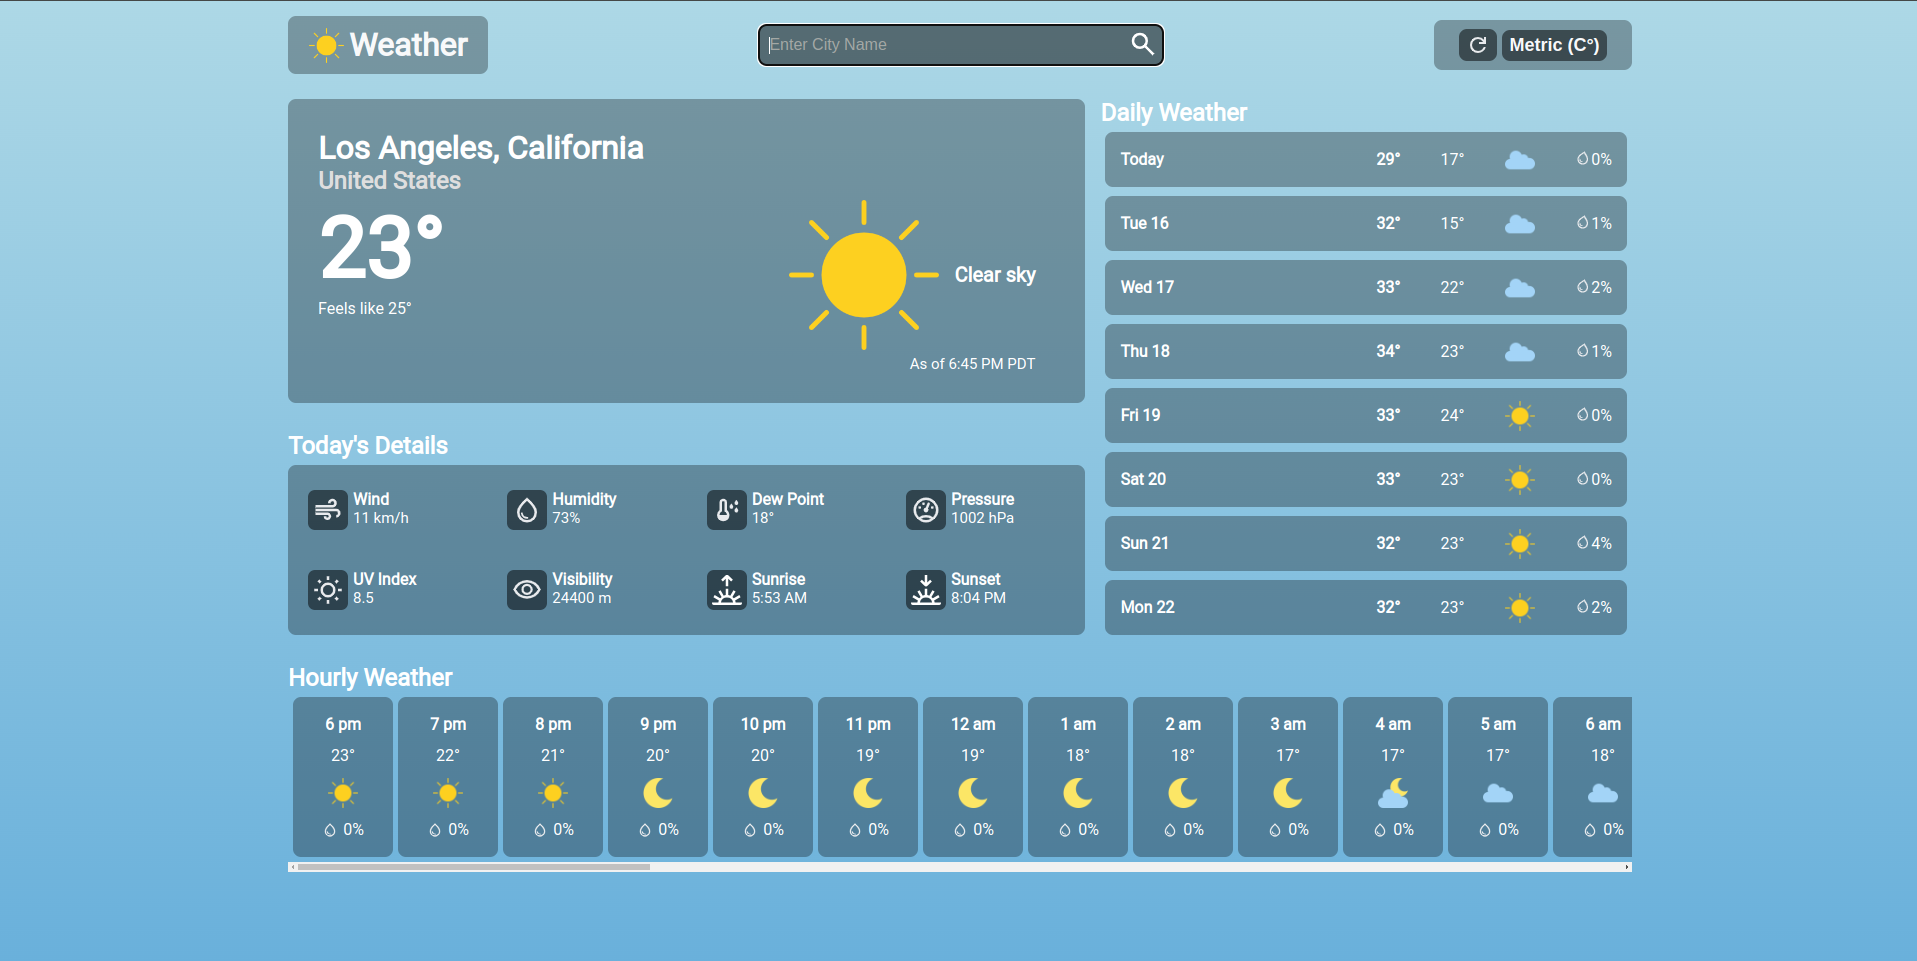 Weather
Enter City Name
Metric (C°)
Los Angeles, California
United States
23°
Feels like 25°
Clear sky
As of 6:45 PM PDT
Daily Weather
Today 29° 17° 0%
Tue 16 32° 15° 1%
Wed 17 33° 22° 2%
Thu 18 34° 23° 1%
Fri 19 33° 24° 0%
Sat 20 33° 23° 0%
Sun 21 32° 23° 4%
Mon 22 32° 23° 2%
Today's Details
Wind Humidity Dew Point Pressure
11 km/h 73% 18° 1002 hPa
UV Index Visibility Sunrise Sunset
8.5 24400 m 5:53 AM 8:04 PM
Hourly Weather
6 pm 7 pm 8 pm 9 pm 10 pm 11 pm 12 am 1 am 2 am 3 am 4 am 5 am 6 am
23° 22° 21° 20° 20° 19° 19° 18° 18° 17° 17° 17° 18°
0% 0% 0% 0% 0% 0% 0% 0% 0% 0% 0% 0% 0%